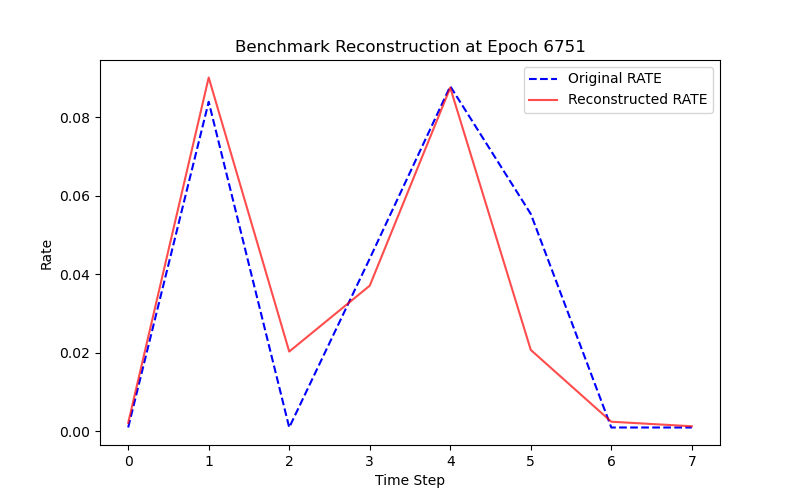 Benchmark Reconstruction at Epoch 6751
Original RATE
Reconstructed RATE
0.08
0.06
0.04
0.02
0.00
Rate
0 1 2 3 4 5 6 7
Time Step